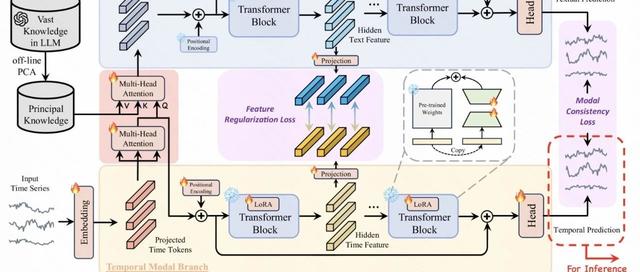 Vast
Knowledge
in LLM
off-line
PCA
Principal
Knowledge
Positional
Encoding
Transformer
Block
...
Hidden
Text Feature
Transformer
Block
Head
Textual Prediction
Projection
Multi-Head
Attention
V K Q
Multi-Head
Attention
Feature
Regularization Loss
Pre-trained
Weights
Copy
Modal
Consistency
Loss
Projection
Input
Time Series
Embedding
Projected
Time Tokens
Positional
Encoding
LoRA
Transformer
Block
...
Hidden
Time Feature
LoRA
Transformer
Block
Head
Temporal Prediction
Temporal Modal Branch
For Inference